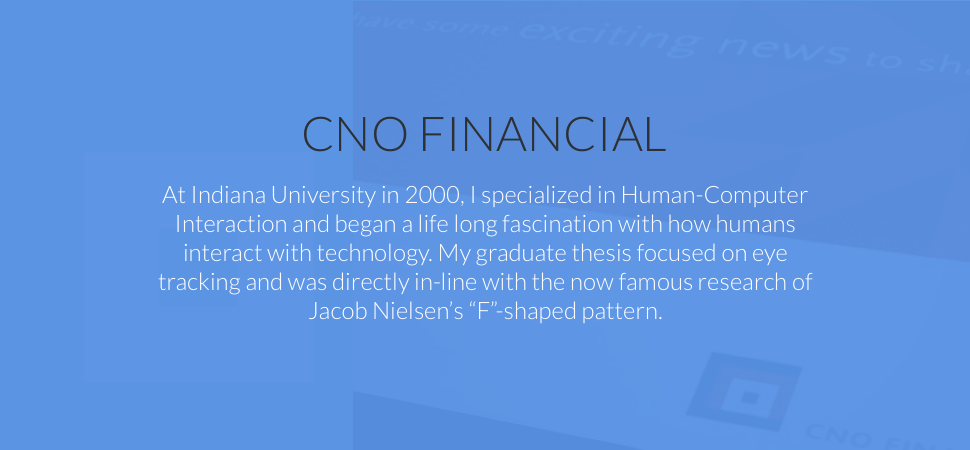 have some exciting news to sha
CNO FINANCIAL
At Indiana University in 2000, I specialized in Human-Computer
Interaction and began a life long fascination with how humans
interact with technology. My graduate thesis focused on eye
tracking and was directly in-line with the now famous research of
Jacob Nielsen’s “F”-shaped pattern.
CNO FIN